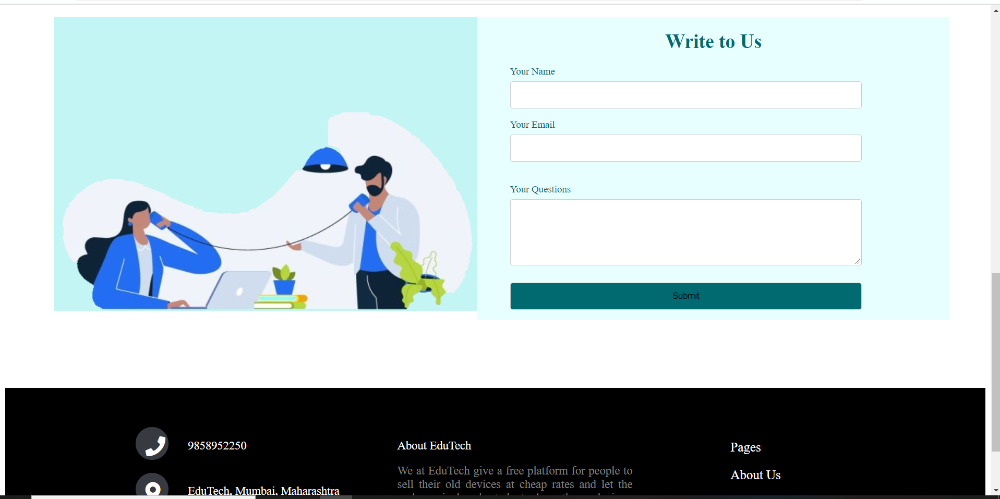 Write to Us
Your Name
Your Email
Your Questions
Submit
9858952250
EduTech, Mumbai, Maharashtra
About EduTech
We at EduTech give a free platform for people to
sell their old devices at cheap rates and let the
Pages
About Us